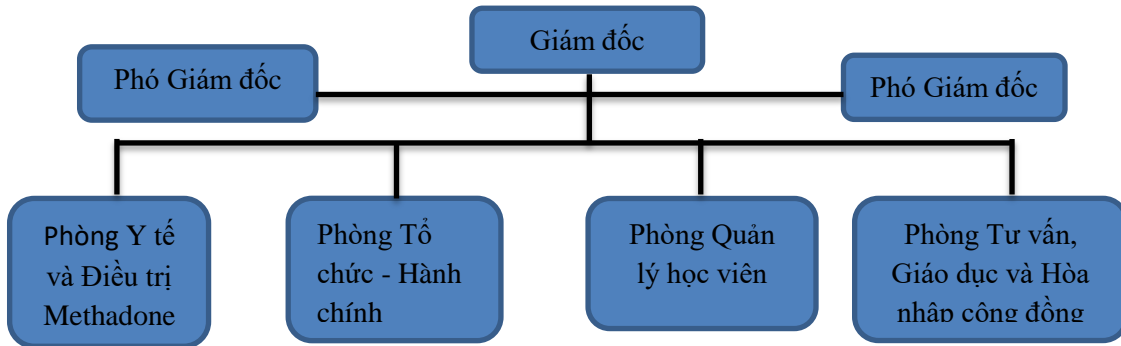 Giám đốc
Phó Giám đốc
Phó Giám đốc
Phòng Y tế
và Điều trị
Methadone
Phòng Tổ
chức - Hành
chính
Phòng Quản
lý học viên
Phòng Tư vấn,
Giáo dục và Hòa
nhập cộng đồng